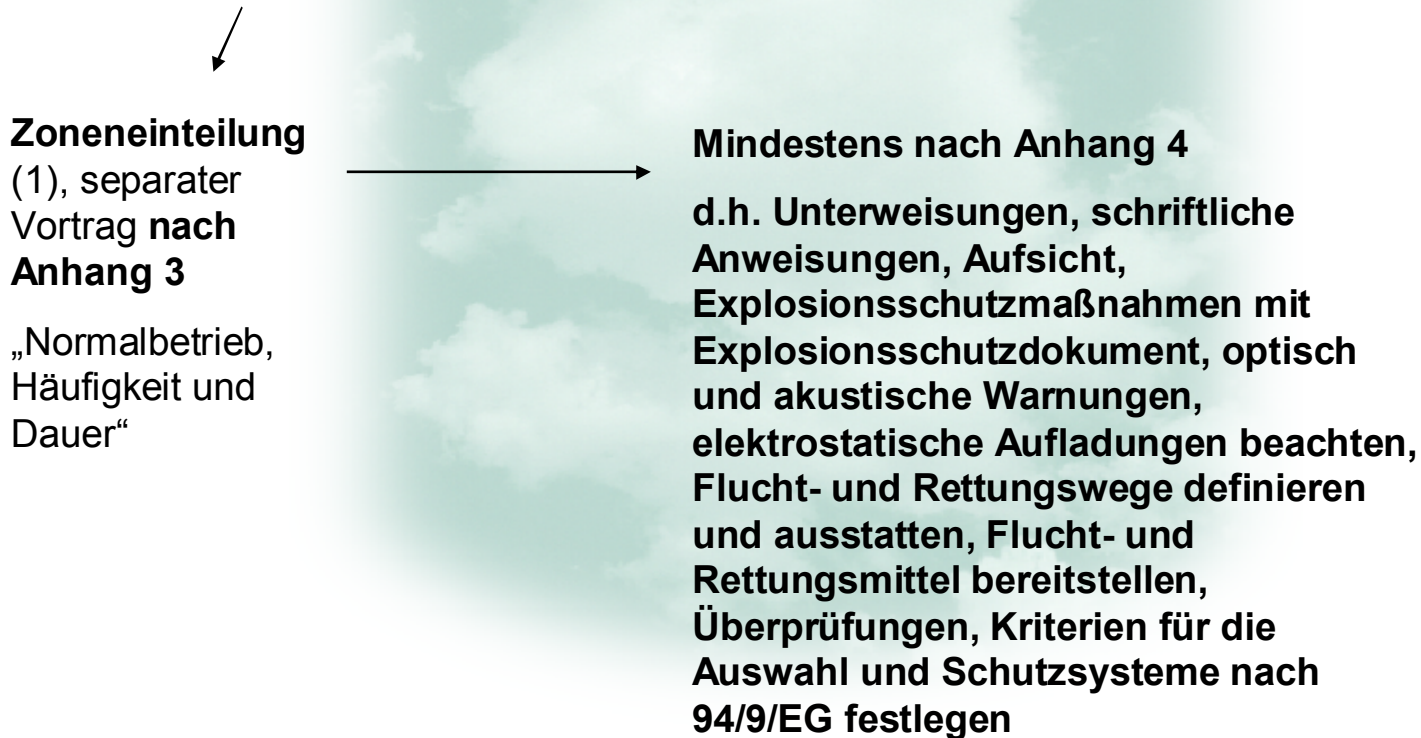 Zoneneinteilung
(1), separater
Vortrag nach
Anhang 3
„Normalbetrieb,
Häufigkeit und
Dauer“
Mindestens nach Anhang 4
d.h. Unterweisungen, schriftliche
Anweisungen, Aufsicht,
Explosionsschutzmaßnahmen mit
Explosionsschutzdokument, optisch
und akustische Warnungen,
elektrostatische Aufladungen beachten,
Flucht- und Rettungswege definieren
und ausstatten, Flucht- und
Rettungsmittel bereitstellen,
Überprüfungen, Kriterien für die
Auswahl und Schutzsysteme nach
94/9/EG festlegen